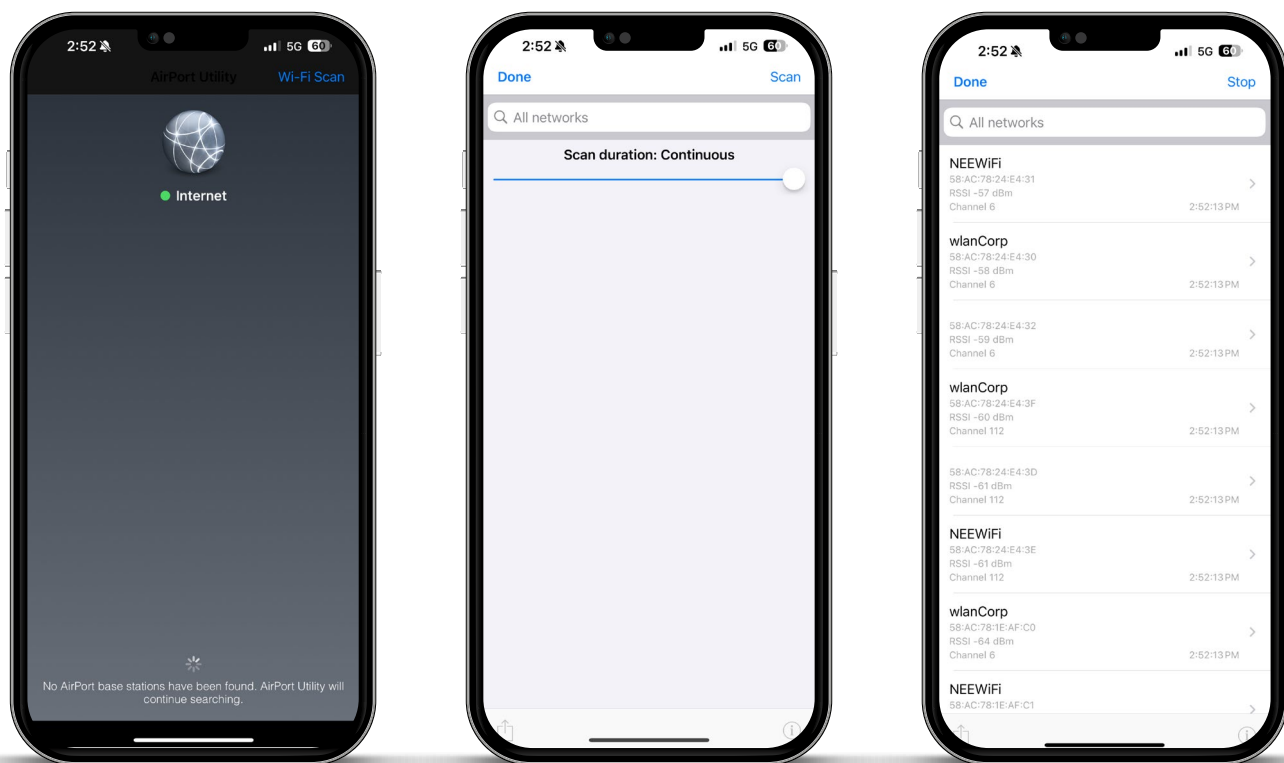 2:52
5G 60
AirPort Utility
Wi-Fi Scan
Internet
No AirPort base stations have been found. AirPort Utility will
continue searching.
2:52
5G 60
Done
Scan
All networks
Scan duration: Continuous
2:52
5G 60
Done
Stop
All networks
NEEWiFi
58:AC:78:24:E4:31
RSSI -57 dBm
Channel 6
2:52:13 PM
wlanCorp
58:AC:78:24:E4:30
RSSI -58 dBm
Channel 6
2:52:13 PM
58:AC:78:24:E4:32
RSSI -59 dBm
Channel 6
2:52:13 PM
wlanCorp
58:AC:78:24:E4:3F
RSSI -60 dBm
Channel 112
2:52:13 PM
58:AC:78:24:E4:3D
RSSI -61 dBm
Channel 112
2:52:13 PM
NEEWiFi
58:AC:78:24:E4:3E
RSSI -61 dBm
Channel 112
2:52:13 PM
wlanCorp
58:AC:78:1E:AF:C0
RSSI -64 dBm
Channel 6
2:52:13 PM
NEEWiFi
58:AC:78:1E:AF:C1